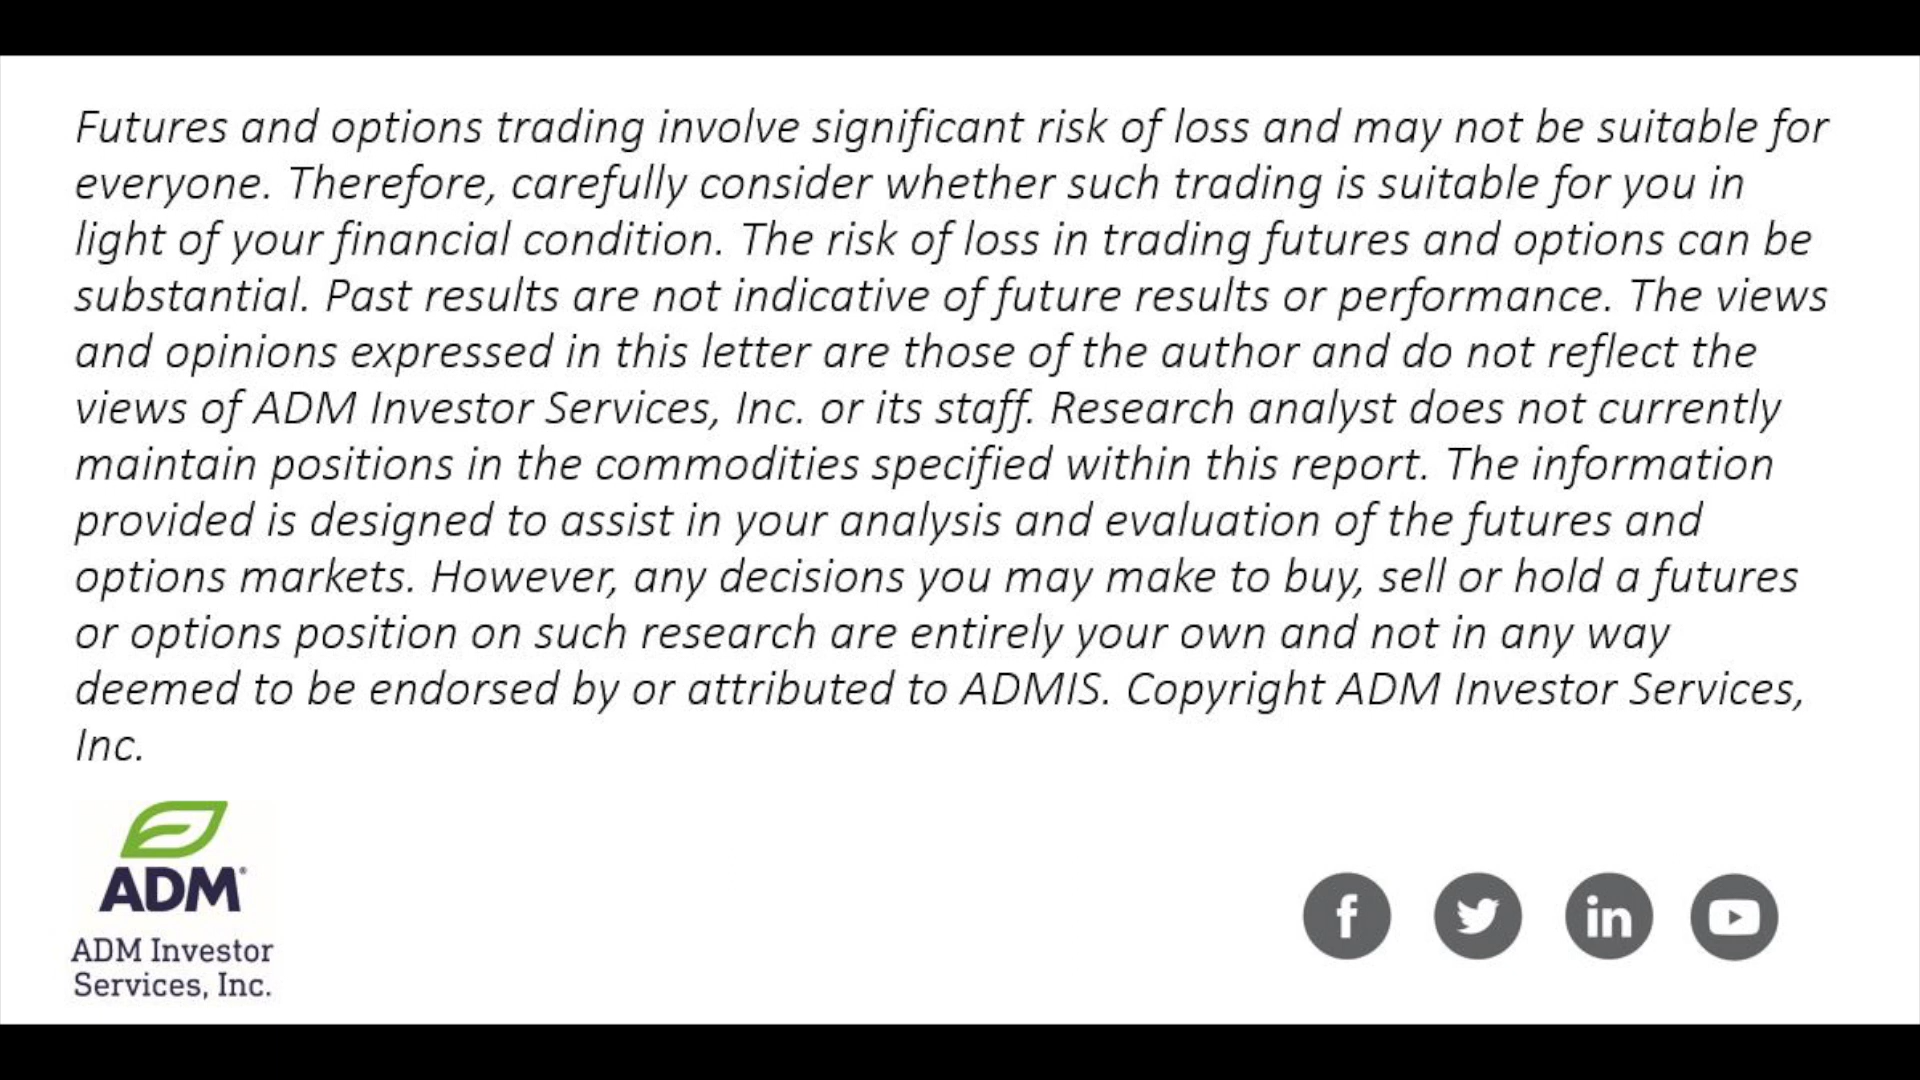 Futures and options trading involve significant risk of loss and may not be suitable for
everyone. Therefore, carefully consider whether such trading is suitable for you in
light of your financial condition. The risk of loss in trading futures and options can be
substantial. Past results are not indicative of future results or performance. The views
and opinions expressed in this letter are those of the author and do not reflect the
views of ADM Investor Services, Inc. or its staff. Research analyst does not currently
maintain positions in the commodities specified within this report. The information
provided is designed to assist in your analysis and evaluation of the futures and
options markets. However, any decisions you may make to buy, sell or hold a futures
or options position on such research are entirely your own and not in any way
deemed to be endorsed by or attributed to ADMIS. Copyright ADM Investor Services,
Inc.
ADM®
ADM Investor
Services, Inc.
f in